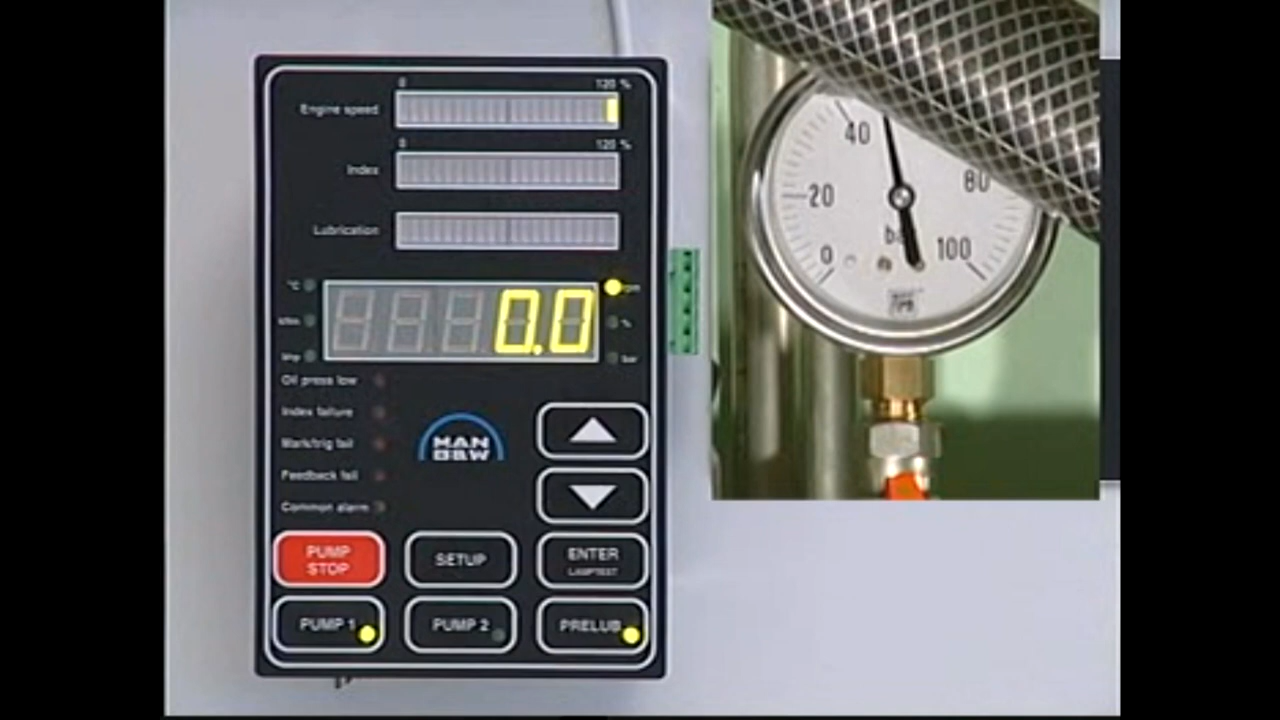 0 120 %
Engine speed
0 120 %
Index
Lubrication
°C
%
bar
0.0
Oil press low
Index failure
Mark/trig fail
Feedback fail
Common alarm
MAN
B&W
PUMP
STOP
SETUP
ENTER
LAMPTEST
PUMP 1
PUMP 2
PRELUB
40
20
80
0
100